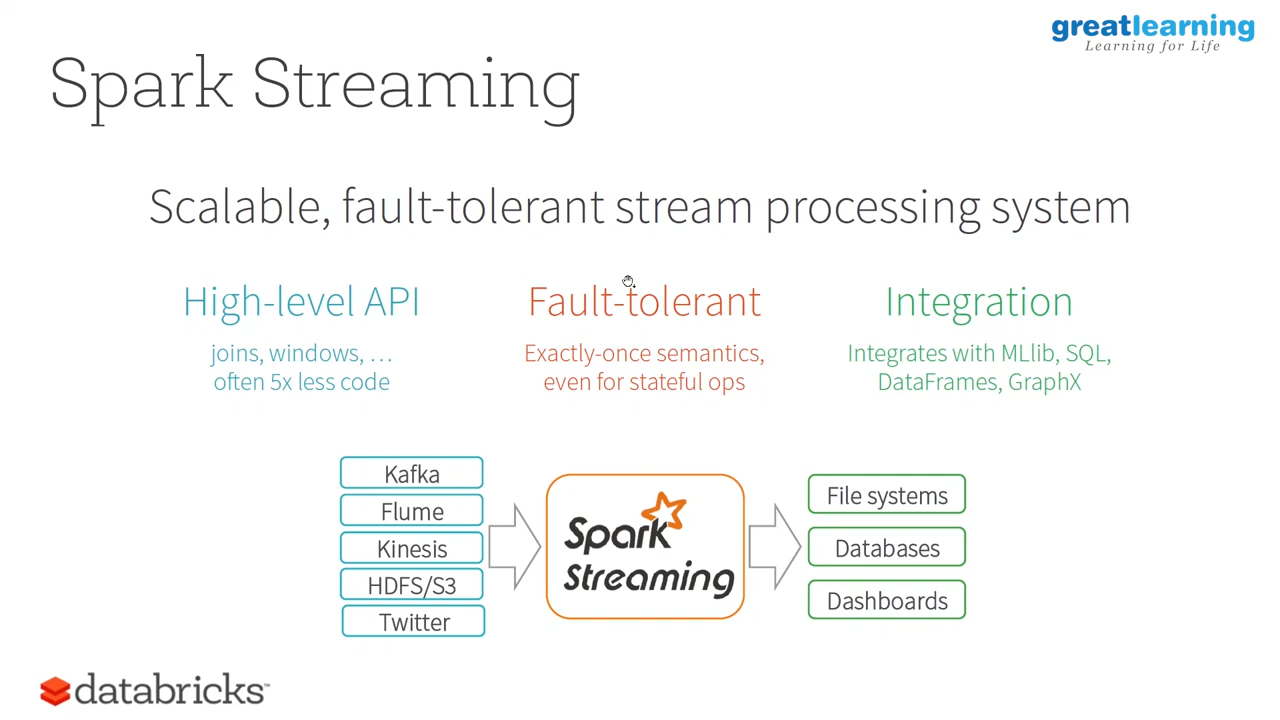 greatlearning
Learning for Life
Spark Streaming
Scalable, fault-tolerant stream processing system
High-level API
joins, windows, …
often 5x less code
Fault-tolerant
Exactly-once semantics,
even for stateful ops
Integration
Integrates with MLlib, SQL,
DataFrames, GraphX
Kafka
Flume
Kinesis
HDFS/S3
Twitter
Spark
Streaming
File systems
Databases
Dashboards
databricks™